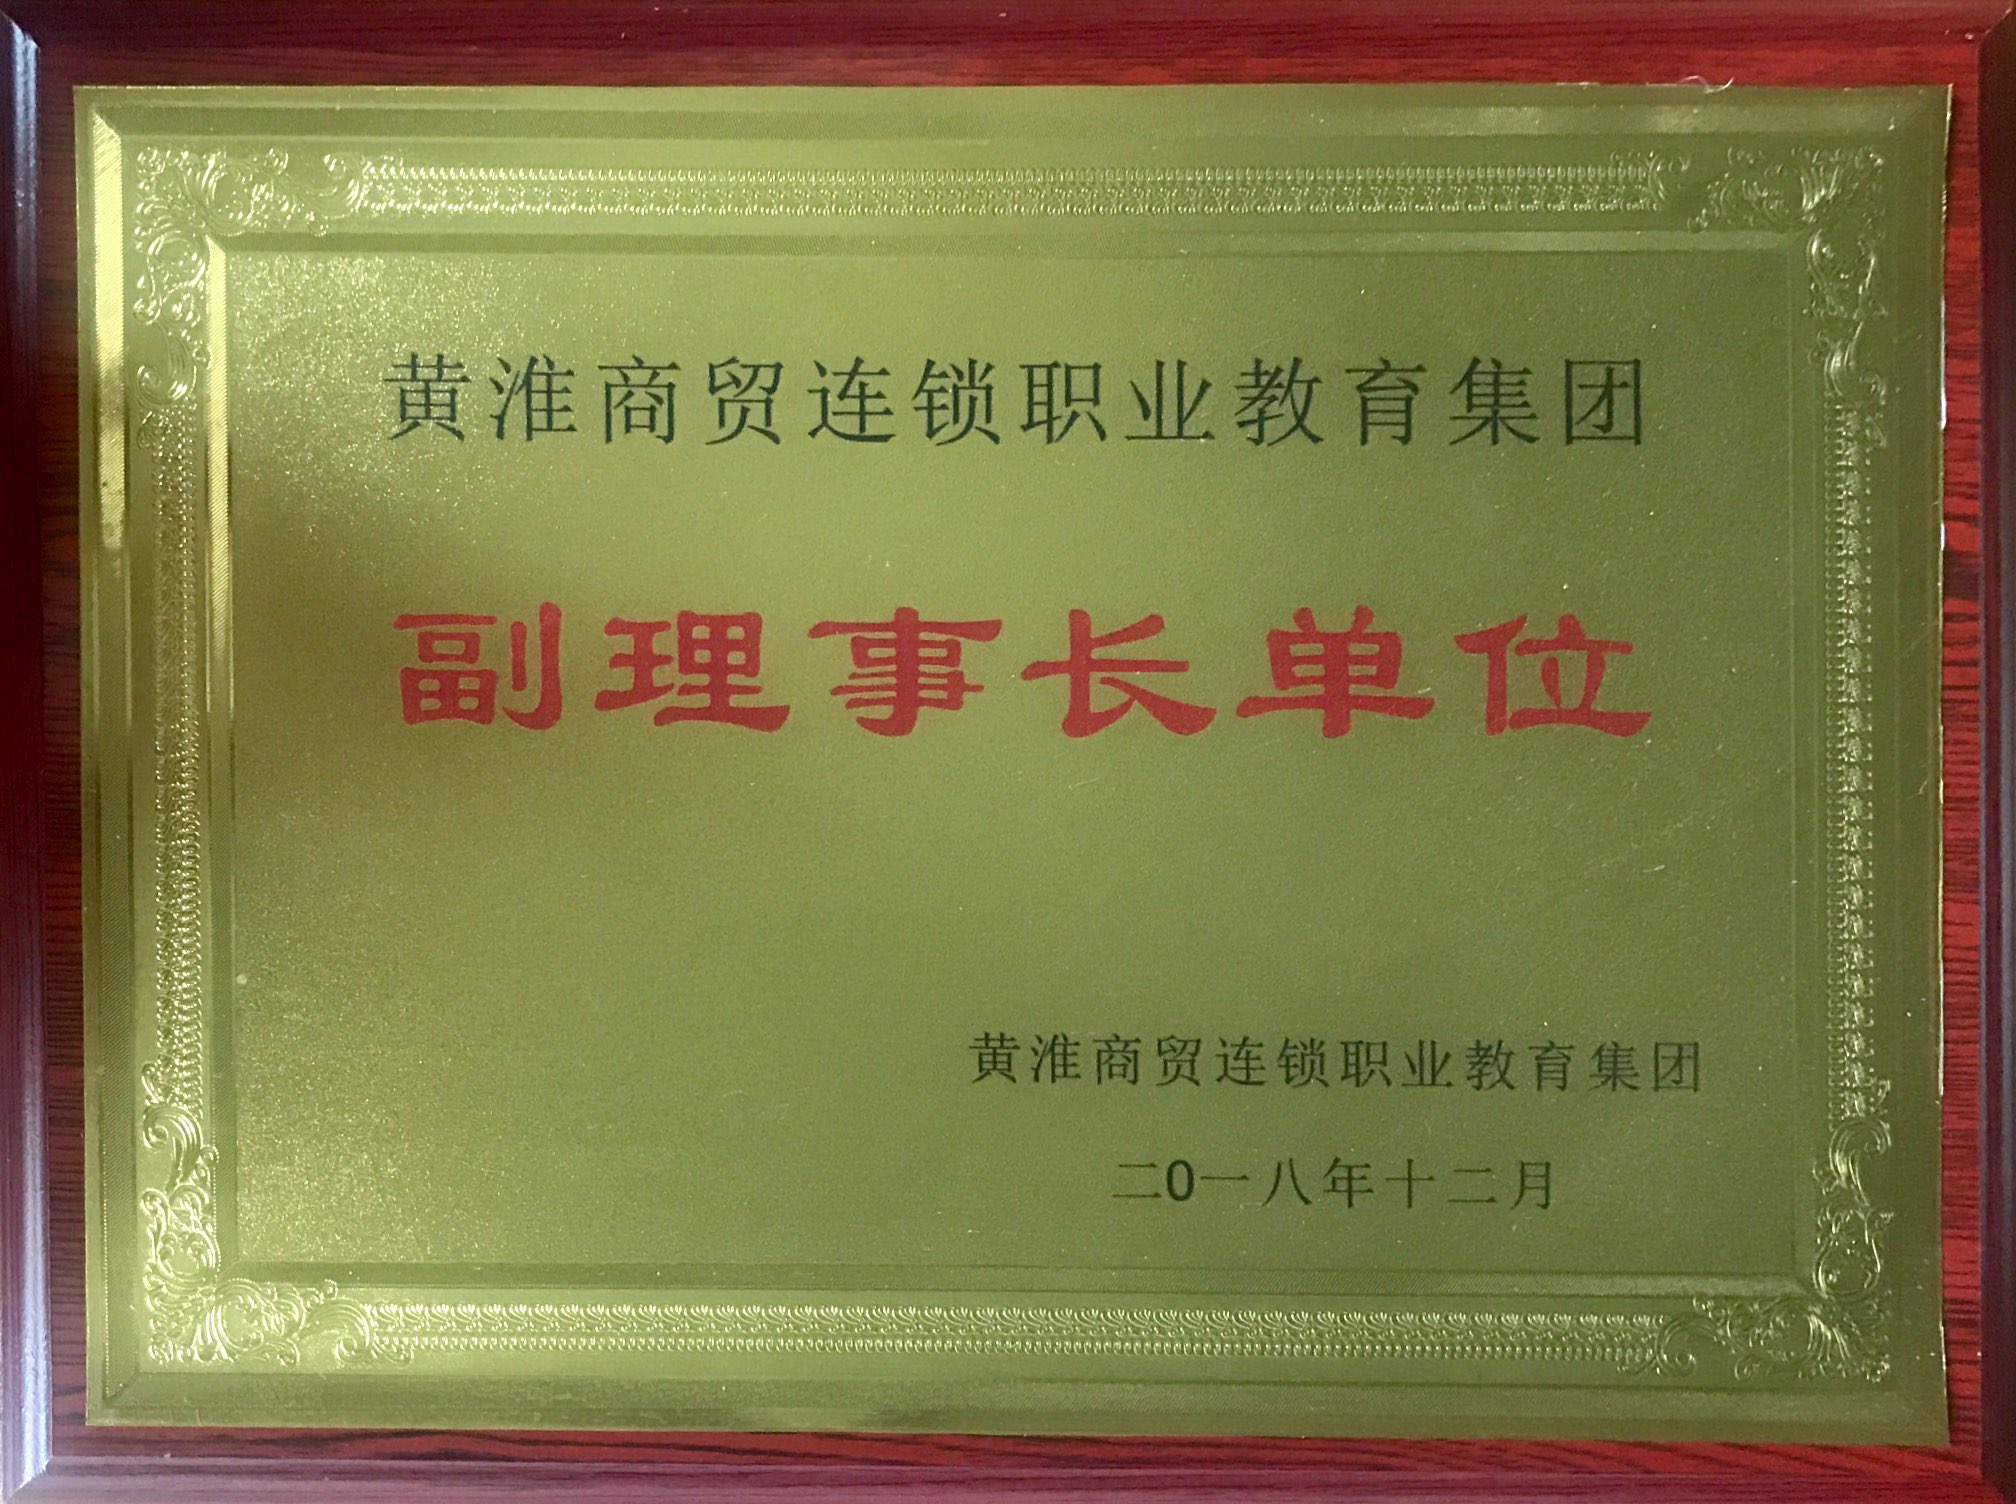 黄淮商贸连锁职业教育集团
副理事长单位
黄淮商贸连锁职业教育集团
二0一八年十二月